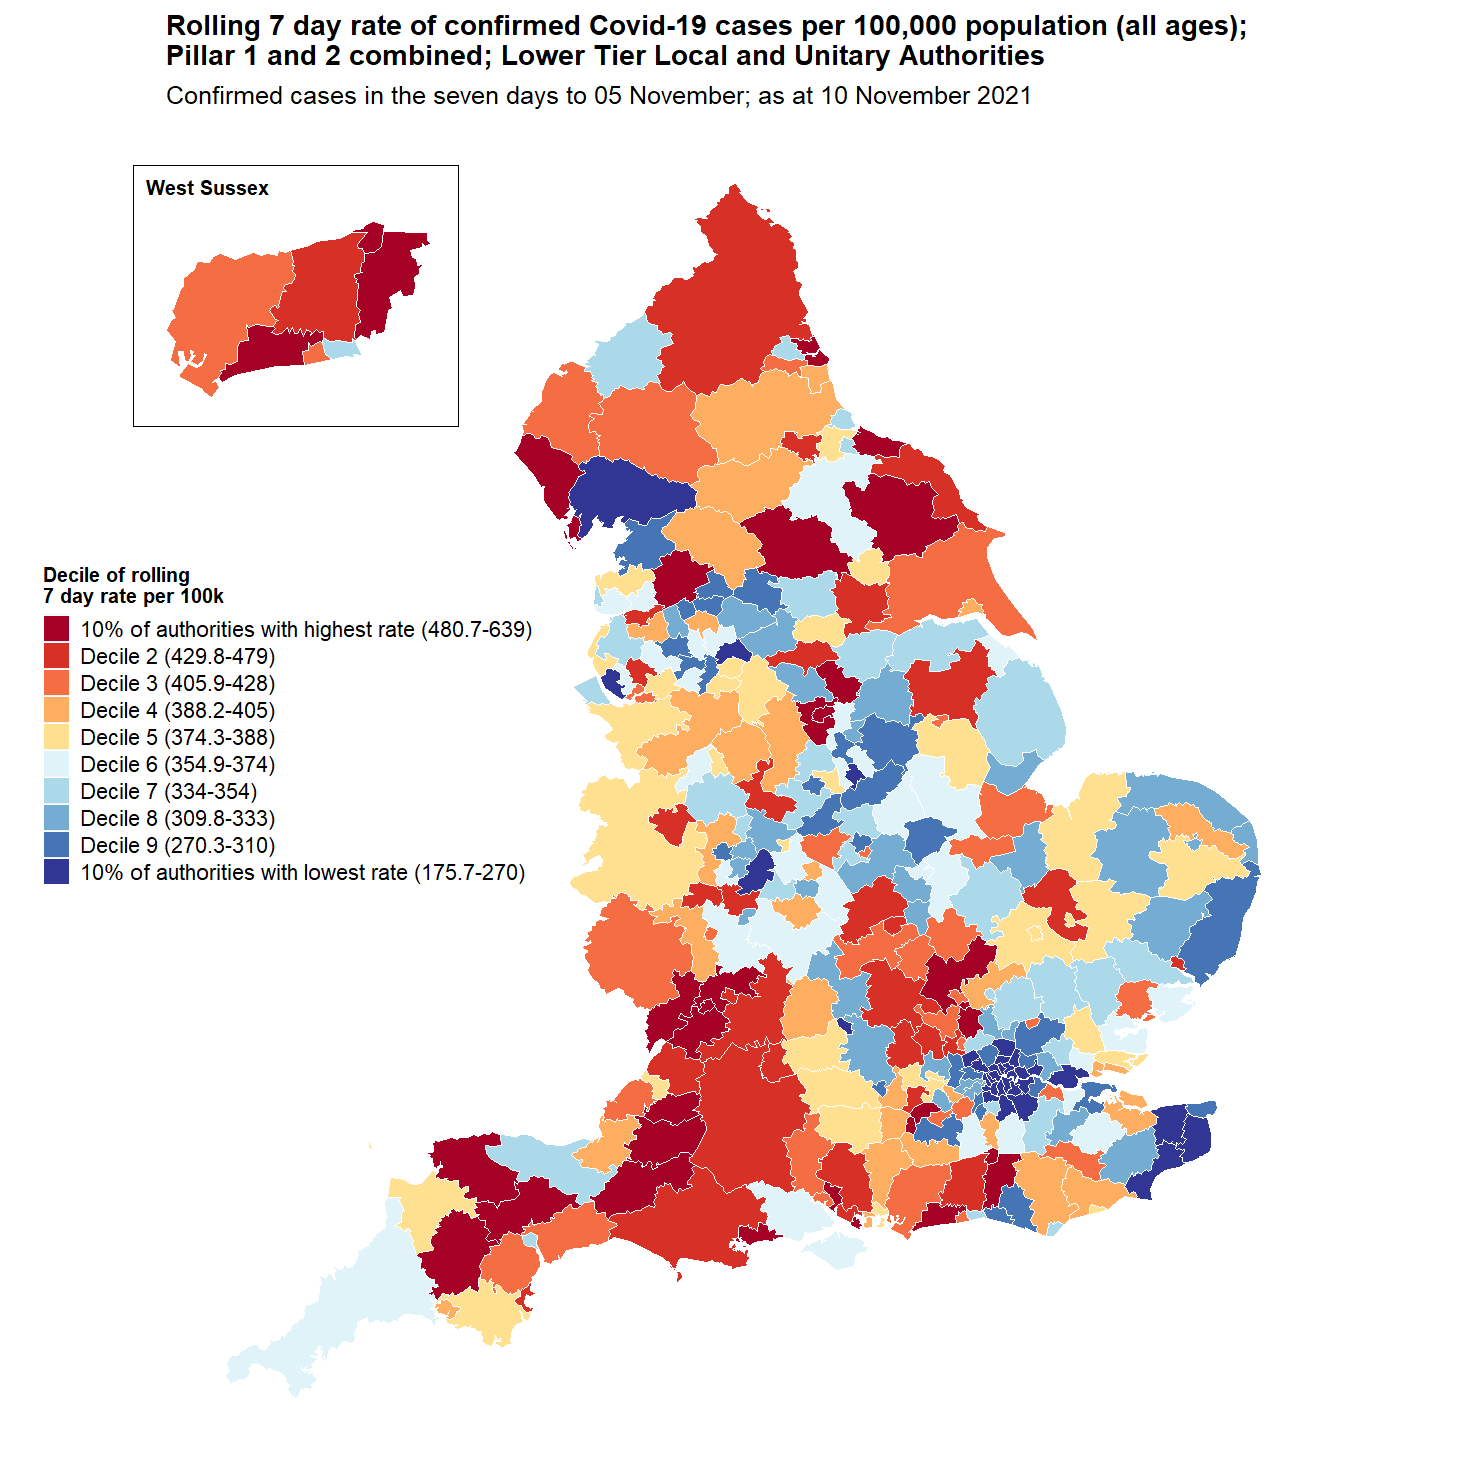 Rolling 7 day rate of confirmed Covid-19 cases per 100,000 population (all ages);
Pillar 1 and 2 combined; Lower Tier Local and Unitary Authorities
Confirmed cases in the seven days to 05 November; as at 10 November 2021
West Sussex
Decile of rolling
7 day rate per 100k
10% of authorities with highest rate (480.7-639)
Decile 2 (429.8-479)
Decile 3 (405.9-428)
Decile 4 (388.2-405)
Decile 5 (374.3-388)
Decile 6 (354.9-374)
Decile 7 (334-354)
Decile 8 (309.8-333)
Decile 9 (270.3-310)
10% of authorities with lowest rate (175.7-270)